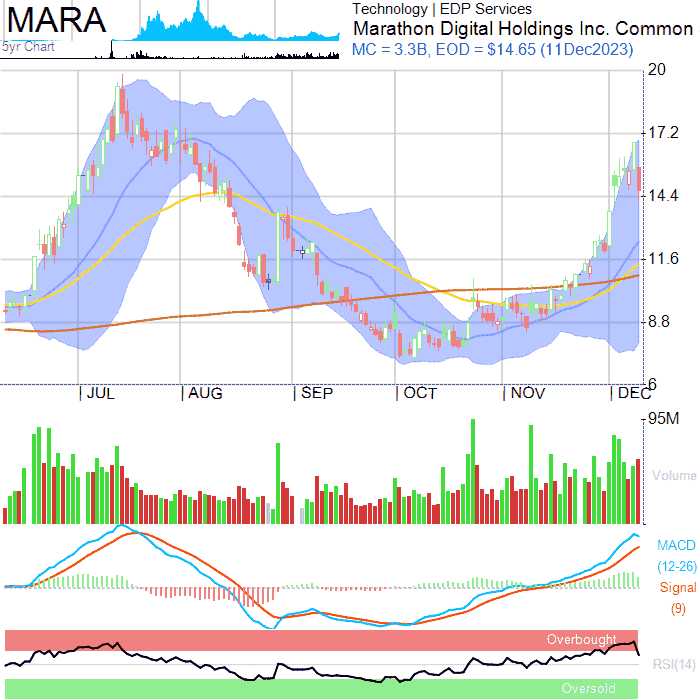 MARA
Technology | EDP Services
Marathon Digital Holdings Inc. Common
5yr Chart
MC = 3.3B, EOD = $14.65 (11Dec2023)
20
17.2
14.4
11.6
8.8
6
| JUL | AUG | SEP | OCT | NOV | DEC
95M
Volume
MACD
(12-26)
Signal
(9)
Overbought
RSI(14)
Oversold